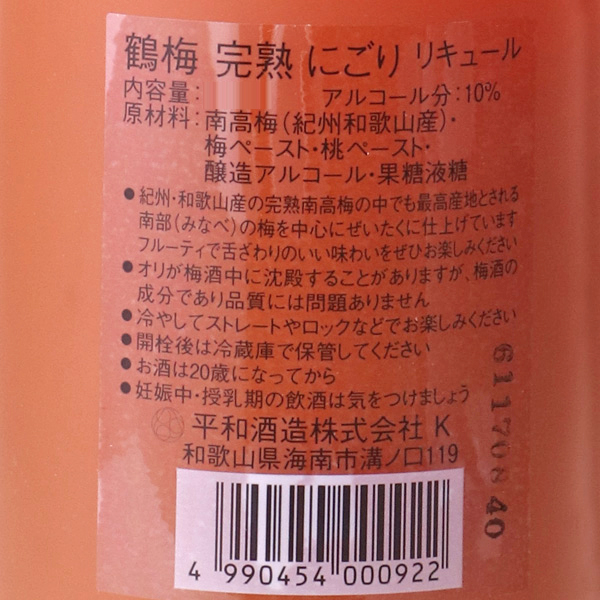 鶴梅 完熟 にごり リキュール
内容量: アルコール分:10%
原材料:南高梅(紀州和歌山産)・
梅ペースト・桃ペースト・
醸造アルコール・果糖液糖
●紀州・和歌山産の完熟南高梅の中でも最高産地とされる
南部(みなべ)の梅を中心にぜいたくに仕上げています
フルーティで舌ざわりのいい味わいをぜひお楽しみください
●オリが梅酒中に沈殿することがありますが、梅酒の
成分であり品質には問題ありません
●冷やしてストレートやロックなどでお楽しみください
●開栓後は冷蔵庫で保管してください
●お酒は20歳になってから
●妊娠中・授乳期の飲酒は気をつけましょう
平和酒造株式会社 K
和歌山県海南市溝ノ口119
61170840
4 990454 000922